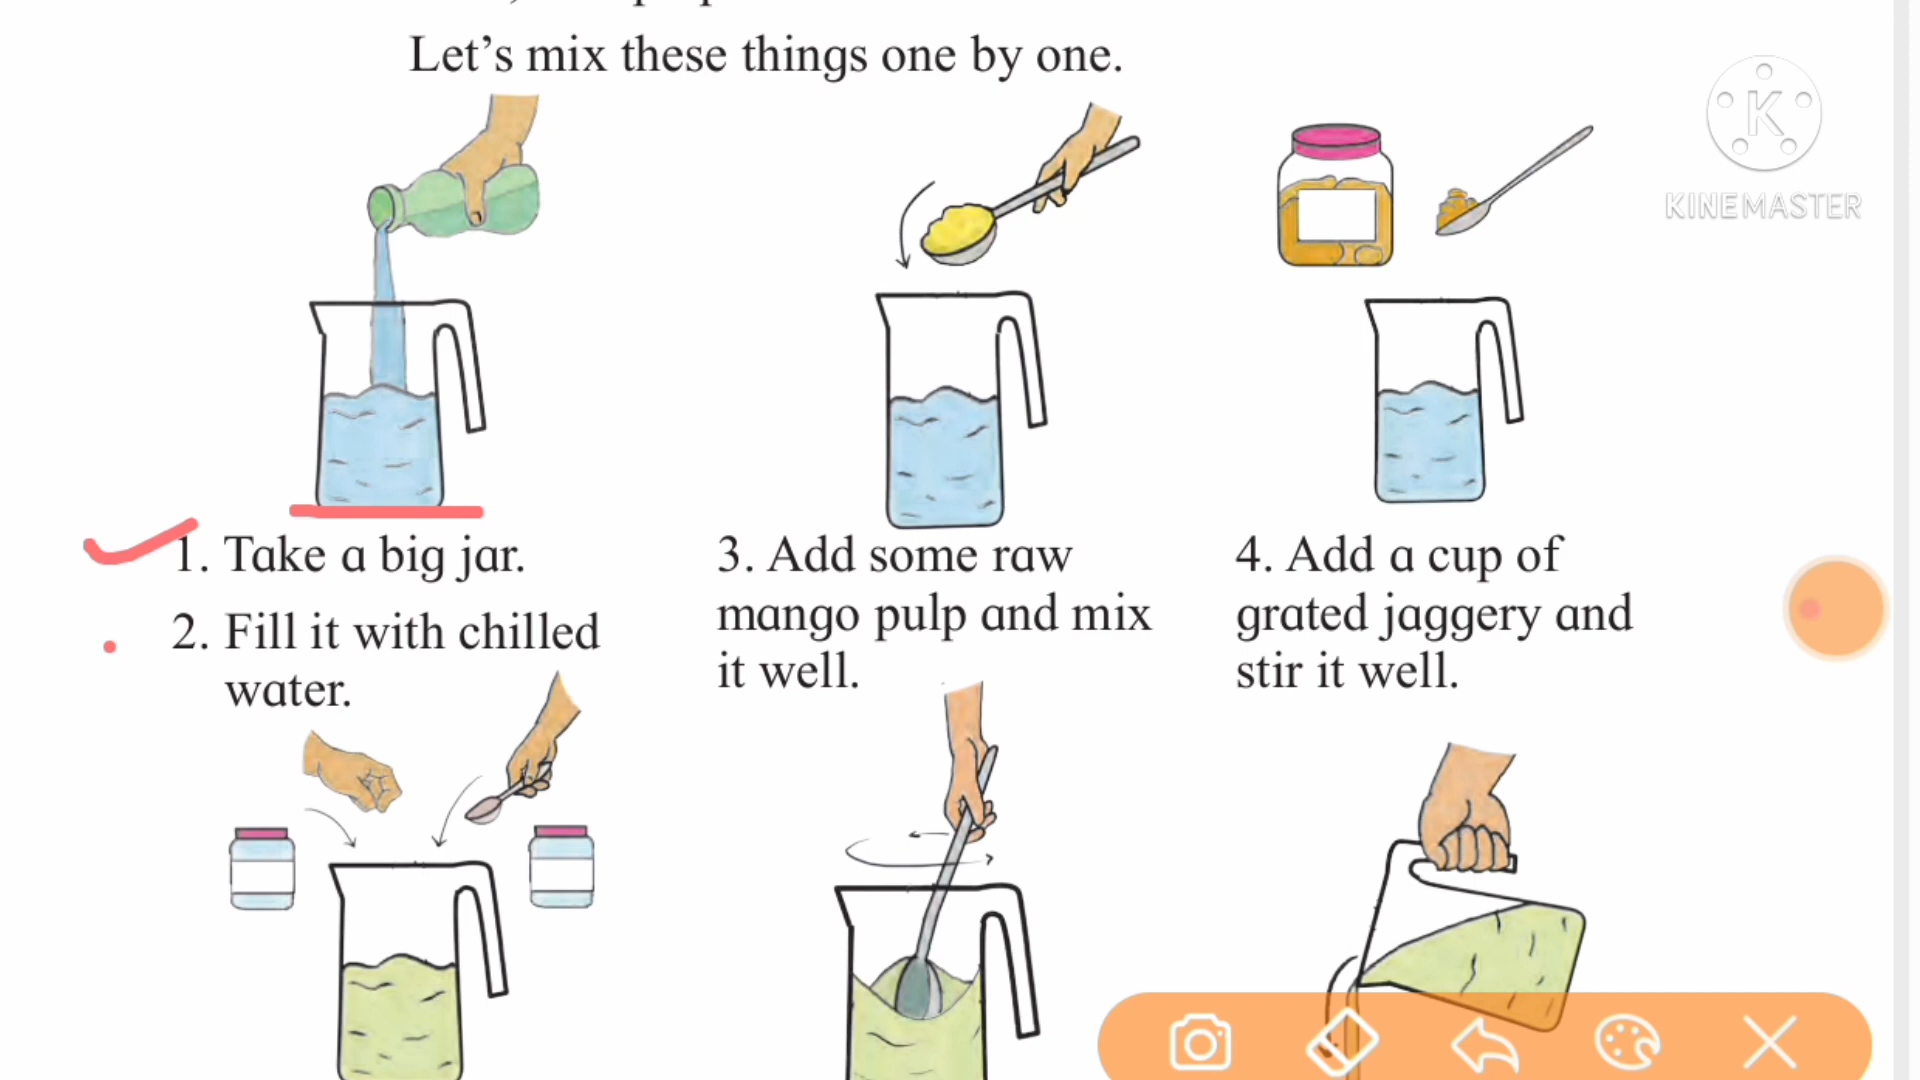 Let's mix these things one by one.
KINEMASTER
1. Take a big jar.
2. Fill it with chilled
water.
3. Add some raw
mango pulp and mix
it well.
4. Add a cup of
grated jaggery and
stir it well.